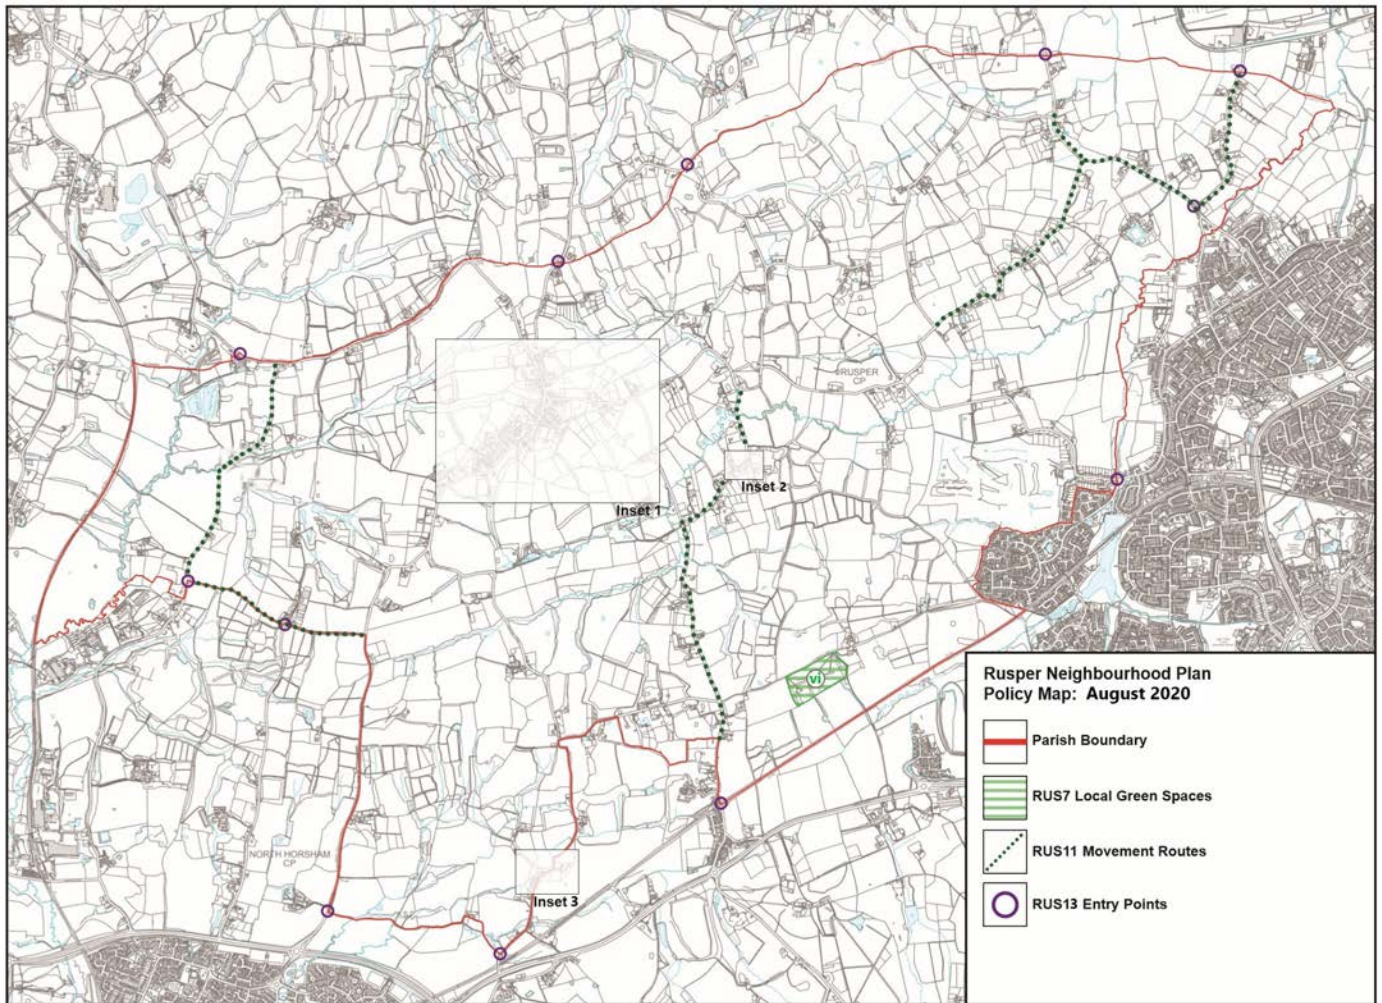 RUSPER
CP
Inset 2
Inset 1
vi
NORTH HORSHAM
CP
Inset 3
Rusper Neighbourhood Plan
Policy Map: August 2020
Parish Boundary
RUS7 Local Green Spaces
RUS11 Movement Routes
RUS13 Entry Points